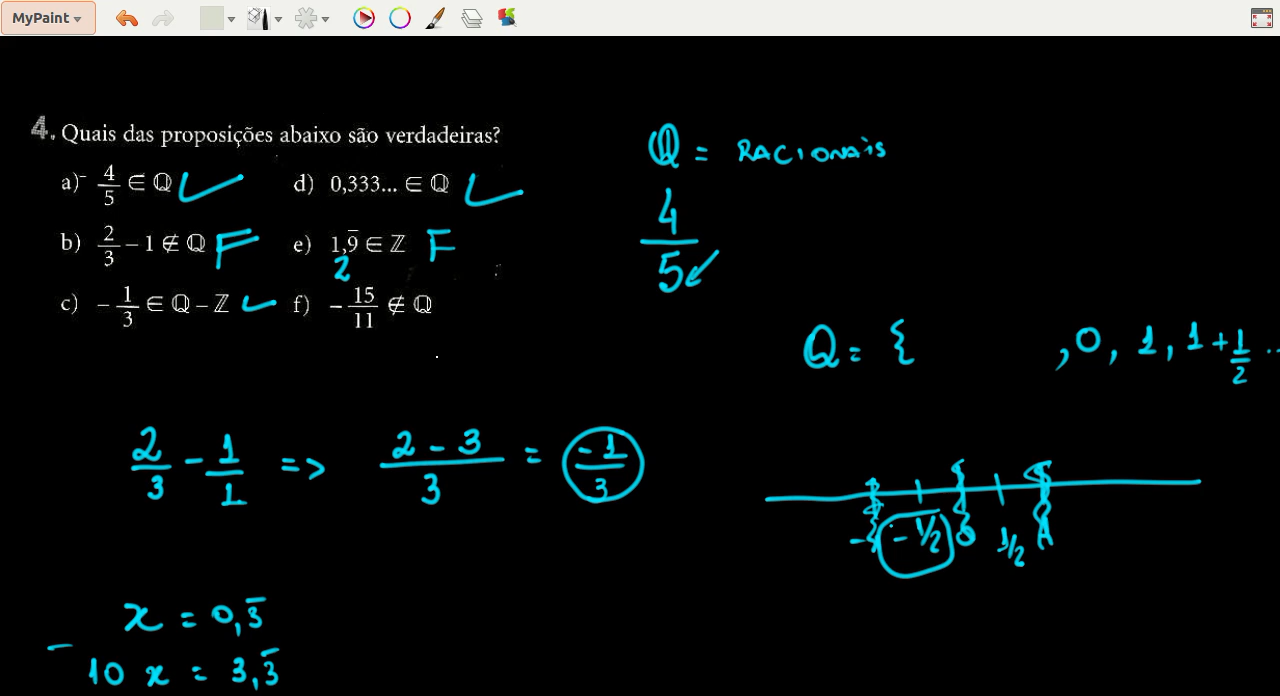 MyPaint
4. Quais das proposições abaixo são verdadeiras?
a) - 4/5 ∈ ℚ ✓
d) 0,333... ∈ ℚ ✓
b) 2/3 – 1 ∉ ℚ F
e) 1,9̄ ∈ ℤ F
2
c) – 1/3 ∈ ℚ – ℤ ✓
f) – 15/11 ∉ ℚ
ℚ = RACIONAIS
4/5 ✓
Q = { , 0, 1, 1 + 1/2 ..
2/3 - 1/1 => 2 - 3/3 = -1/3
- 1/2 0 1/2
x = 0,3̄
- 10 x = 3,3̄